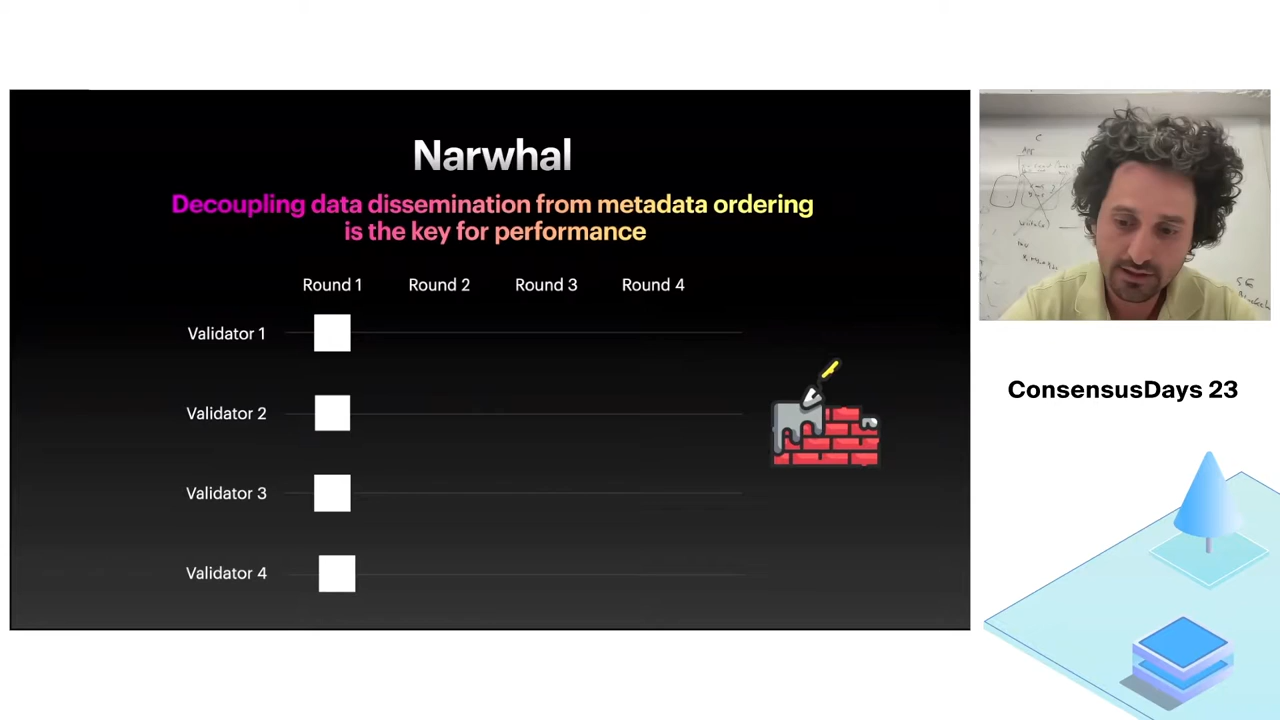 Narwhal
Decoupling data dissemination from metadata ordering
is the key for performance
Round 1 Round 2 Round 3 Round 4
Validator 1
Validator 2
Validator 3
Validator 4
ConsensusDays 23